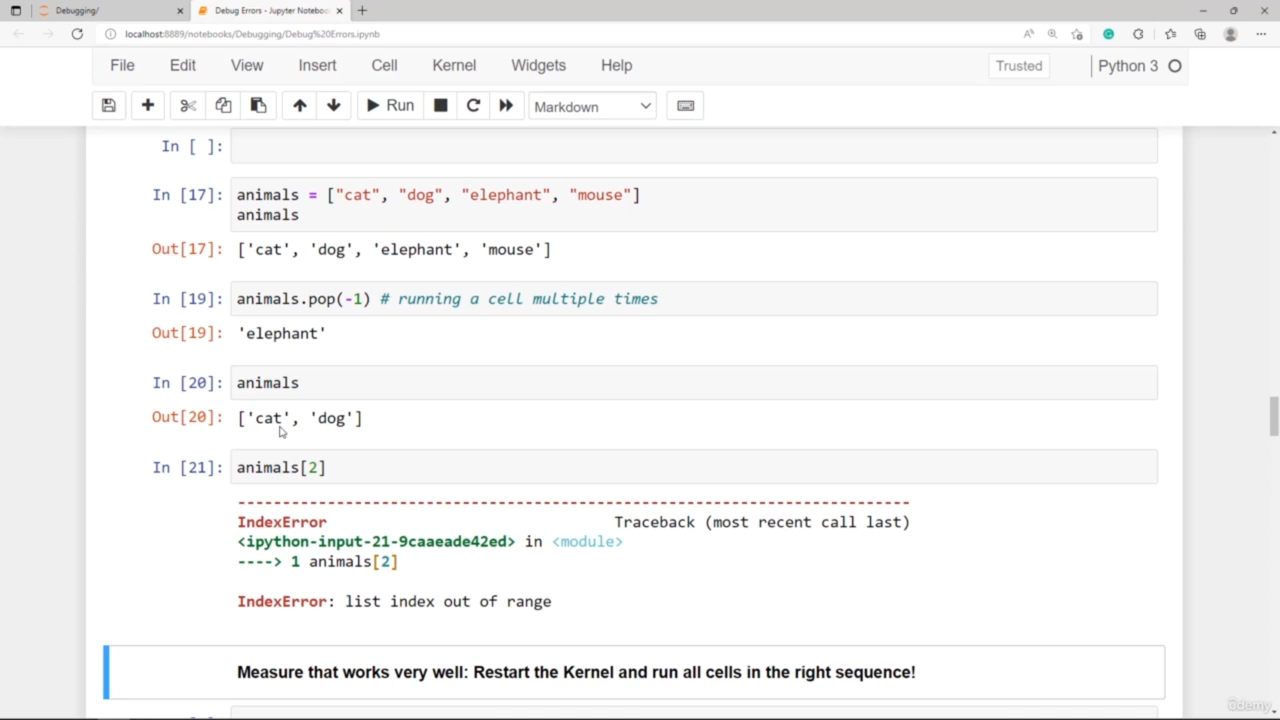 Debugging/
Debug Errors - Jupyter Noteboo
localhost:8889/notebooks/Debugging/Debug%20Errors.ipynb
File Edit View Insert Cell Kernel Widgets Help Trusted Python 3
Run Markdown
In [ ]:
In [17]: animals = ["cat", "dog", "elephant", "mouse"]
animals
Out[17]: ['cat', 'dog', 'elephant', 'mouse']
In [19]: animals.pop(-1) # running a cell multiple times
Out[19]: 'elephant'
In [20]: animals
Out[20]: ['cat', 'dog']
In [21]: animals[2]
---------------------------------------------------------------------------
IndexError Traceback (most recent call last)
<ipython-input-21-9caaeade42ed> in <module>
----> 1 animals[2]
IndexError: list index out of range
Measure that works very well: Restart the Kernel and run all cells in the right sequence!
ûdemy